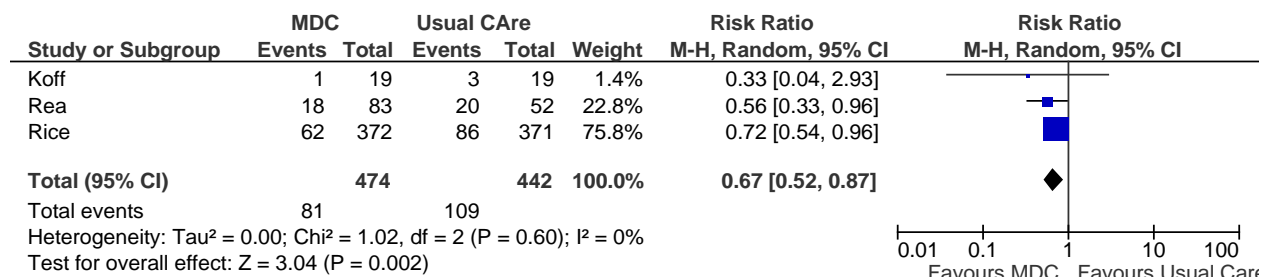 MDC Usual CAre Risk Ratio Risk Ratio
Study or Subgroup Events Total Events Total Weight M-H, Random, 95% CI M-H, Random, 95% CI
Koff 1 19 3 19 1.4% 0.33 [0.04, 2.93]
Rea 18 83 20 52 22.8% 0.56 [0.33, 0.96]
Rice 62 372 86 371 75.8% 0.72 [0.54, 0.96]
Total (95% CI) 474 442 100.0% 0.67 [0.52, 0.87]
Total events 81 109
Heterogeneity: Tau² = 0.00; Chi² = 1.02, df = 2 (P = 0.60); I² = 0%
Test for overall effect: Z = 3.04 (P = 0.002)
0.01 0.1 1 10 100
Favours MDC Favours Usual Care